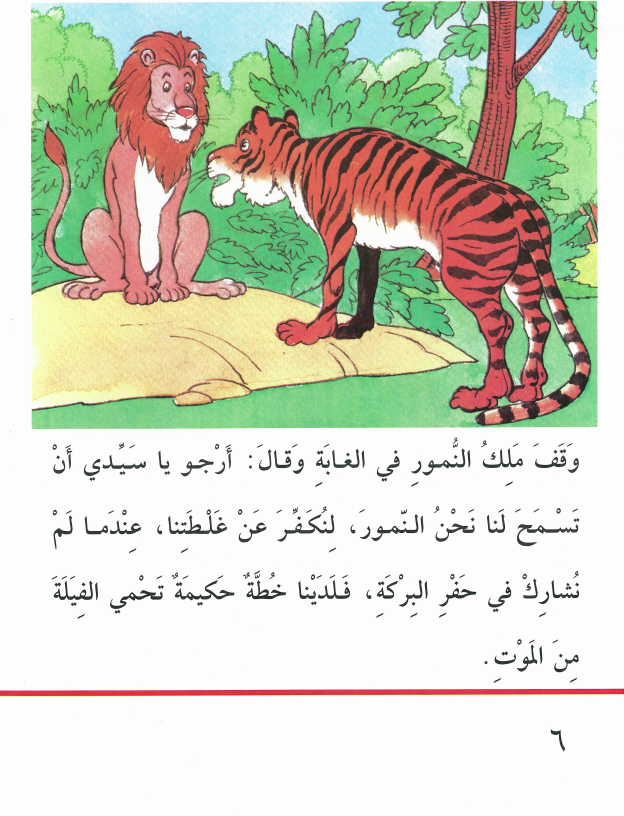 وَقَفَ مَلِكُ النُّمورِ في الغابَةِ وَقالَ: أَرْجو يا سَيِّدي أَنْ
تَسْمَحَ لَنا نَحْنُ النّمورَ، لِنُكَفِّرَ عَنْ غَلْطَتِنا، عِنْدَما لَمْ
نُشارِكْ في حَفْرِ البِرْكَةِ، فَلَدَيْنا خُطَّةٌ حَكيمَةٌ تَحْمي الفِيَلَةَ
مِنَ المَوْتِ.
٦